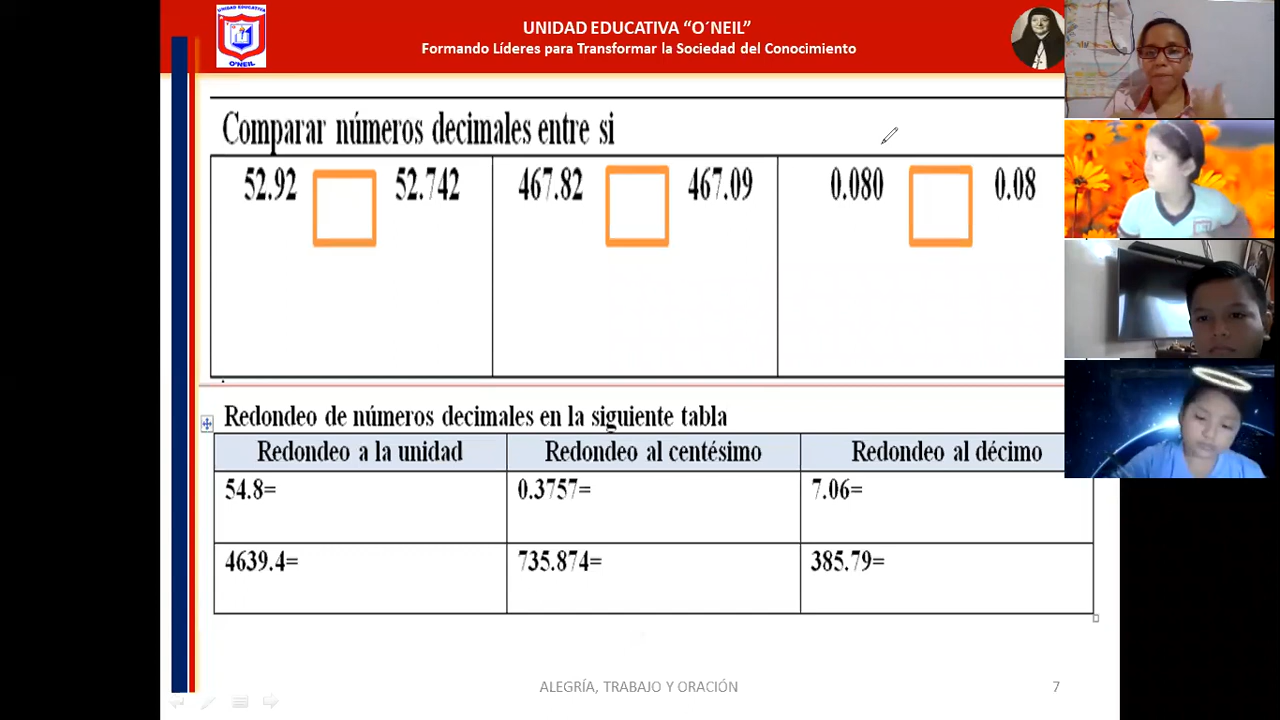 UNIDAD EDUCATIVA
O´NEIL
UNIDAD EDUCATIVA “O´NEIL”
Formando Líderes para Transformar la Sociedad del Conocimiento
Comparar números decimales entre si
52.92 52.742 467.82 467.09 0.080 0.08
Redondeo de números decimales en la siguiente tabla
Redondeo a la unidad Redondeo al centésimo Redondeo al décimo
54.8= 0.3757= 7.06=
4639.4= 735.874= 385.79=
ALEGRÍA, TRABAJO Y ORACIÓN 7